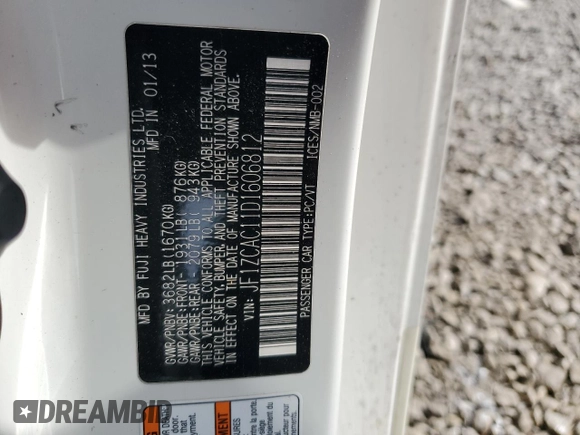 MFD BY FUJI HEAVY INDUSTRIES LTD. MFD IN 01/13
GVWR/PNBV: 3682LB( 1670KG)
GAWR/PNBE:FRONT- 1931LB( 876KG)
GAWR/PNBE:REAR - 2079LB( 943KG)
THIS VEHICLE CONFORMS TO ALL APPLICABLE FEDERAL MOTOR
VEHICLE SAFETY,BUMPER,AND THEFT PREVENTION STANDARDS
IN EFFECT ON THE DATE OF MANUFACTURE SHOWN ABOVE.
JF17CAC11D1606812
ICES/NMB-002
PASSENGER CAR TYPE:PC/VT
DREAMBID